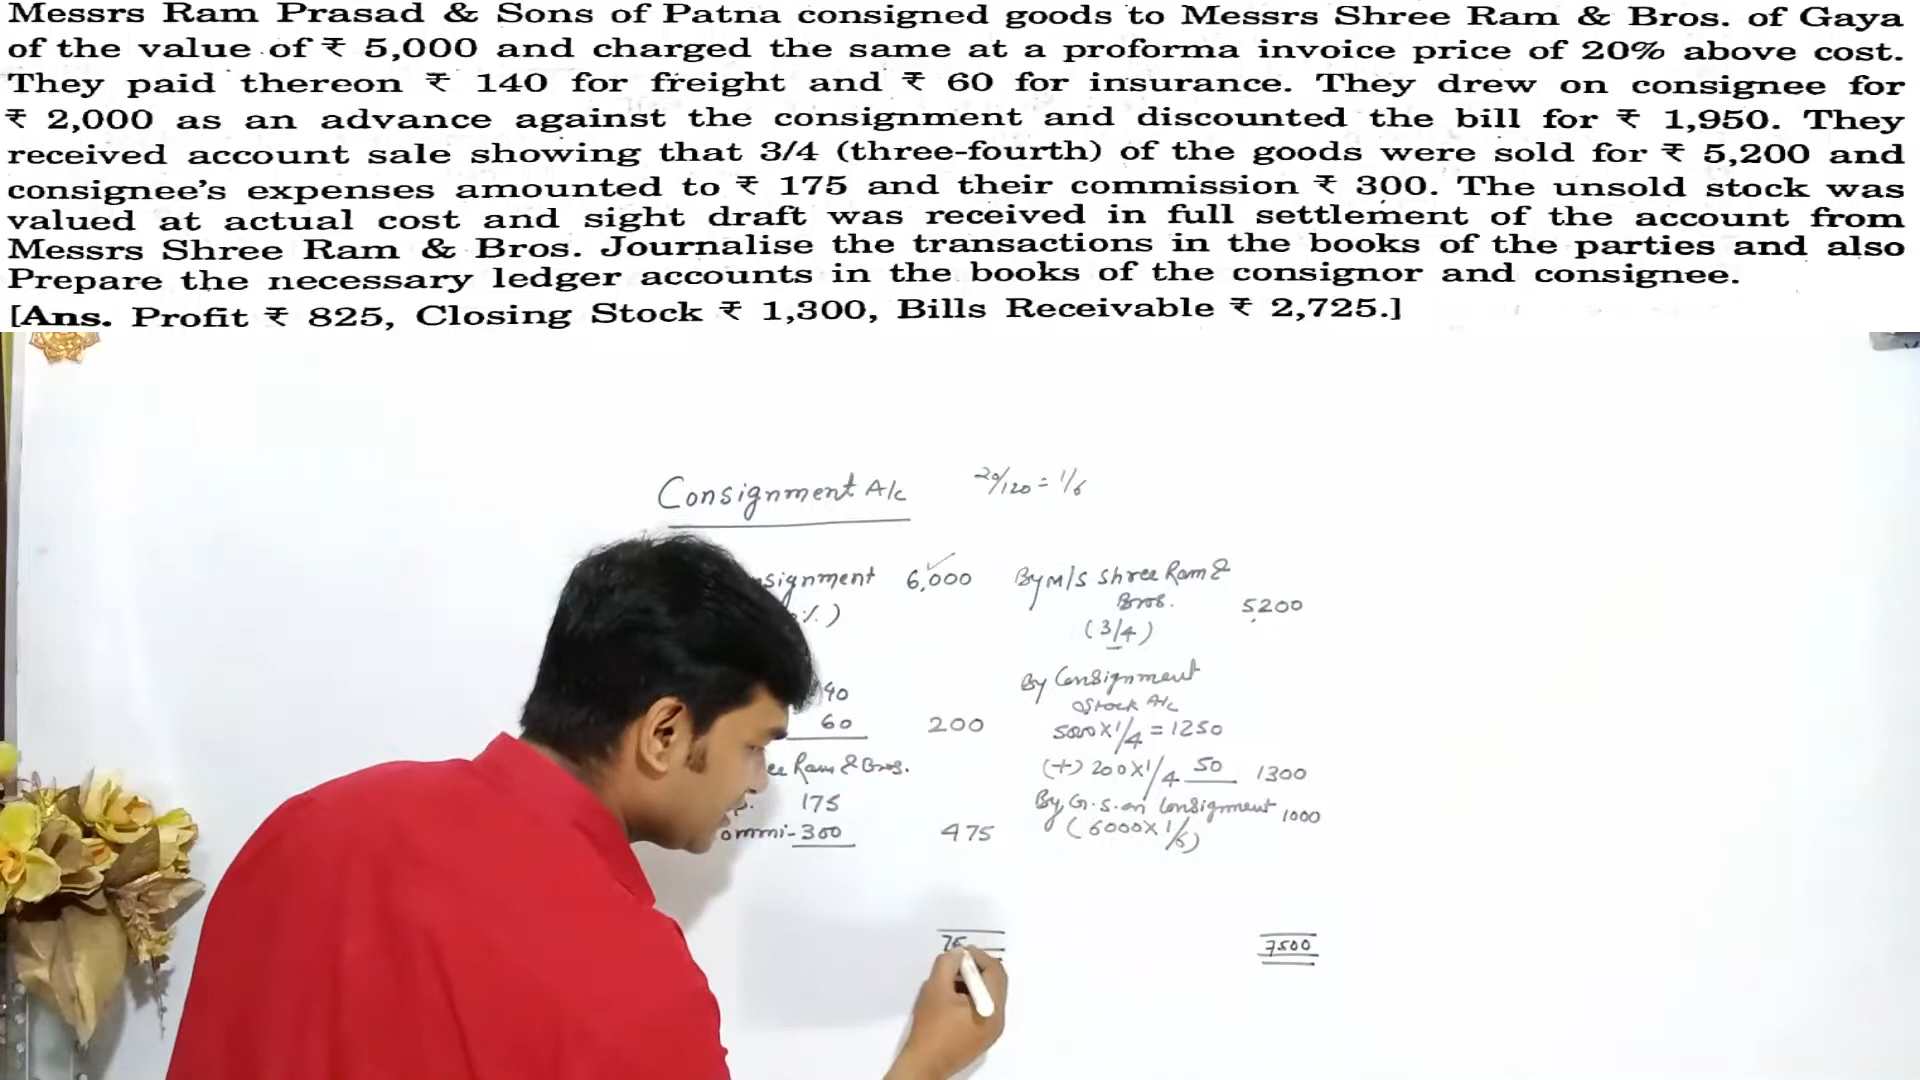 Messrs Ram Prasad & Sons of Patna consigned goods to Messrs Shree Ram & Bros. of Gaya
of the value of ₹ 5,000 and charged the same at a proforma invoice price of 20% above cost.
They paid thereon ₹ 140 for freight and ₹ 60 for insurance. They drew on consignee for
₹ 2,000 as an advance against the consignment and discounted the bill for ₹ 1,950. They
received account sale showing that 3/4 (three-fourth) of the goods were sold for ₹ 5,200 and
consignee's expenses amounted to ₹ 175 and their commission ₹ 300. The unsold stock was
valued at actual cost and sight draft was received in full settlement of the account from
Messrs Shree Ram & Bros. Journalise the transactions in the books of the parties and also
Prepare the necessary ledger accounts in the books of the consignor and consignee.
[Ans. Profit ₹ 825, Closing Stock ₹ 1,300, Bills Receivable ₹ 2,725.]
Consignment A/c
20/120 = 1/6
signment 6,000
%)
40
60 200
ee Ram & Bros.
175
ommi- 300 475
75
By M/s Shree Ram &
Bros. 5200
(3/4)
By Consignment
Stock A/c
5000 X 1/4 = 1250
(+) 200 X 1/4 50 1300
By G.S. on Consignment 1000
(6000 X 1/6)
7500